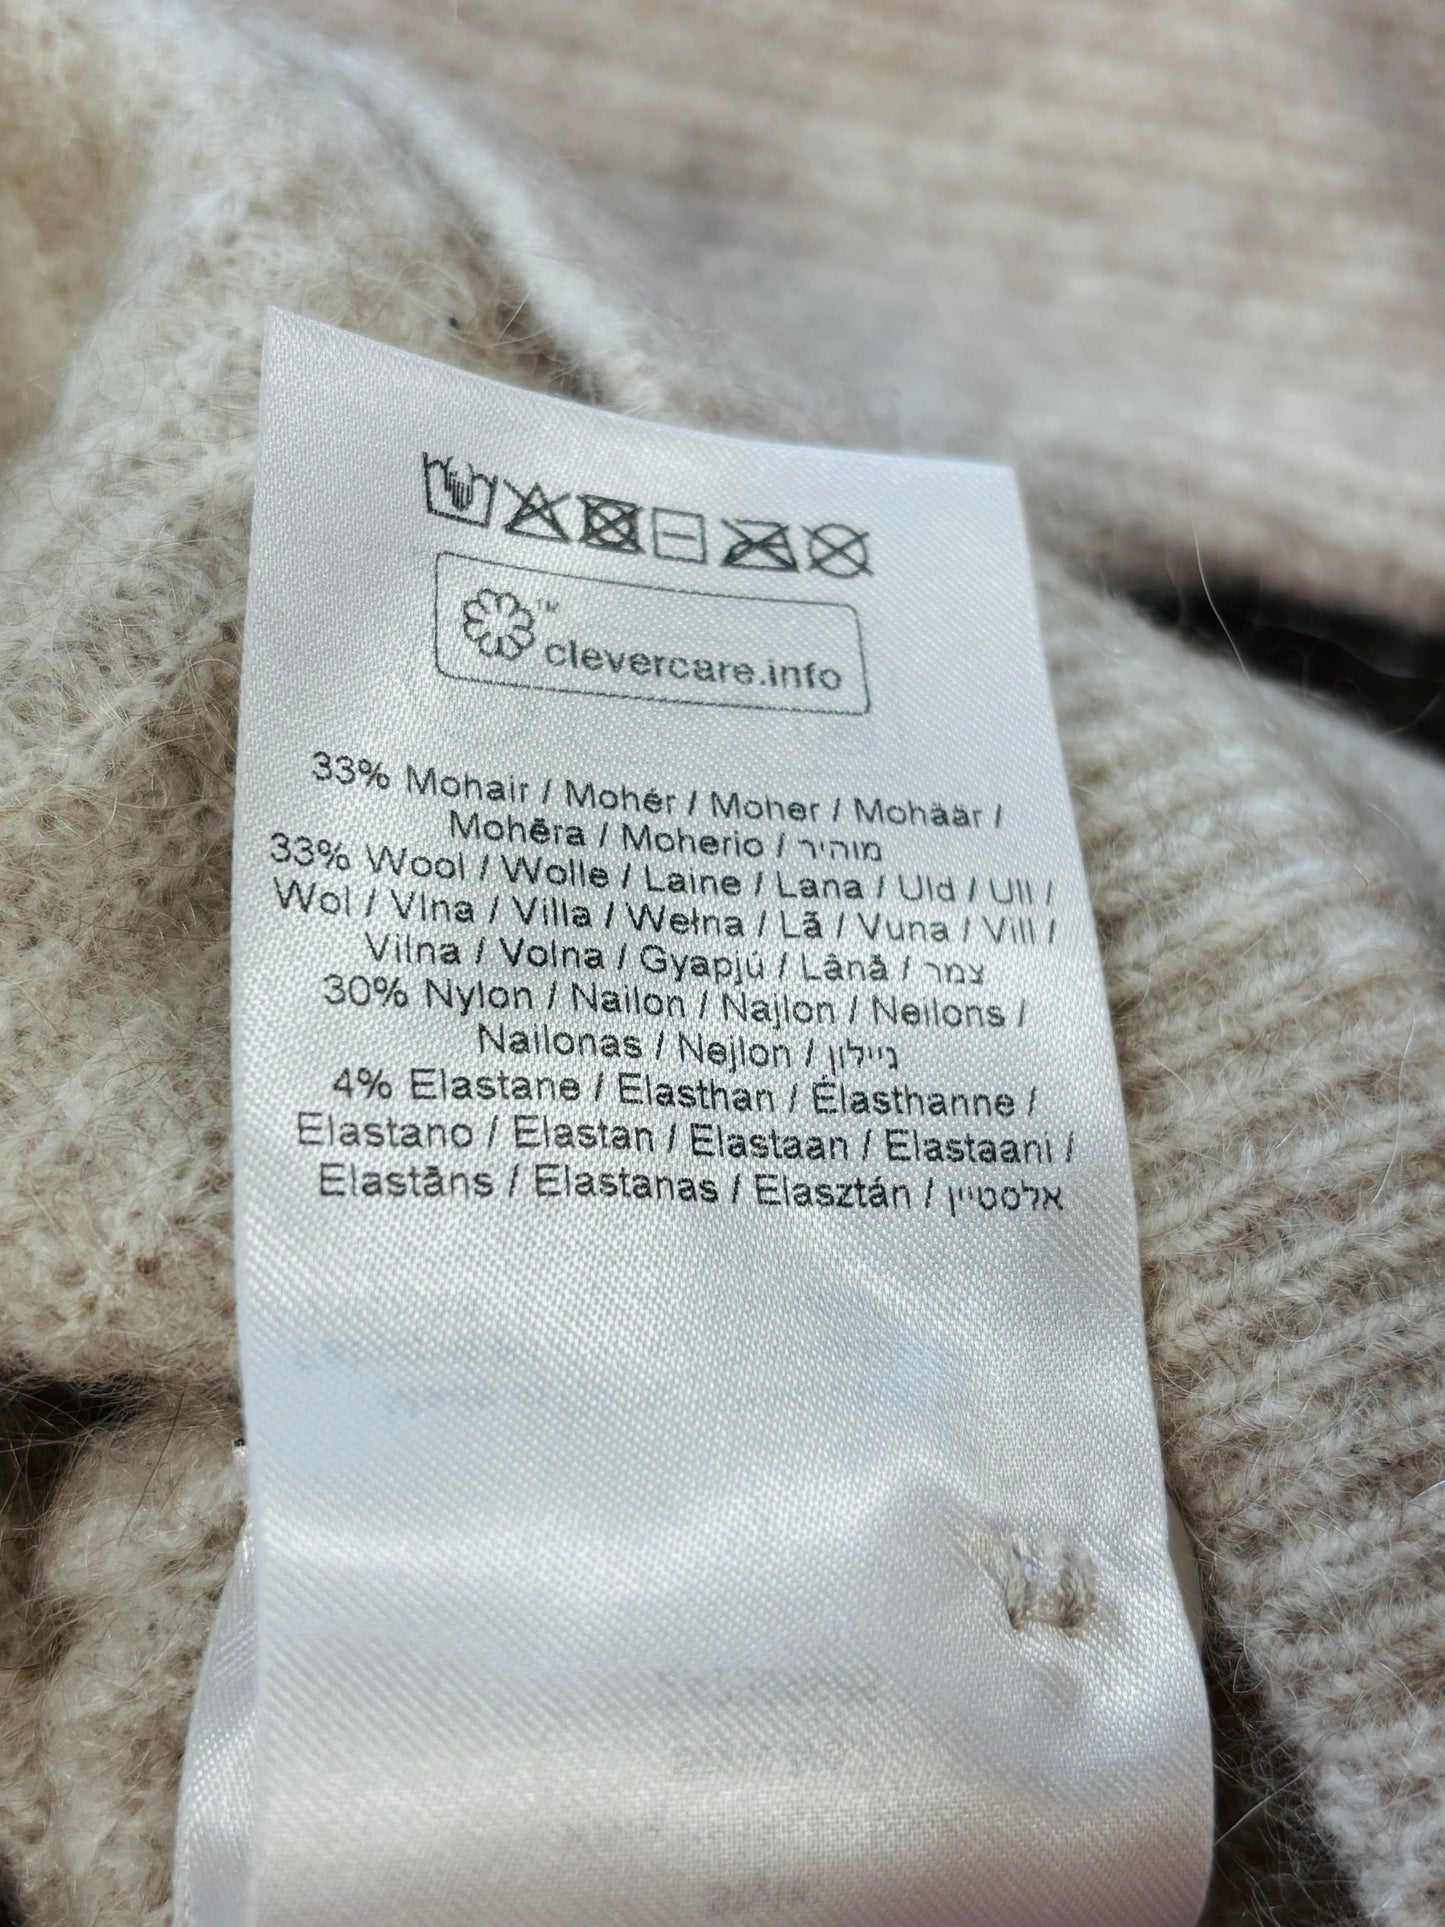 ™
clevercare.info
33% Mohair / Mohér / Moher / Mohäär /
Mohēra / Moherio / מוהיר
33% Wool / Wolle / Laine / Lana / Uld / Ull /
Wol / Vlna / Villa / Wełna / Lã / Vuna / Vill /
Vilna / Volna / Gyapjú / Lână / צמר
30% Nylon / Nailon / Najlon / Neilons /
Nailonas / Nejlon / ניילון
4% Elastane / Elasthan / Élasthanne /
Elastano / Elastan / Elastaan / Elastaani /
Elastāns / Elastanas / Elasztán / אלסטיין